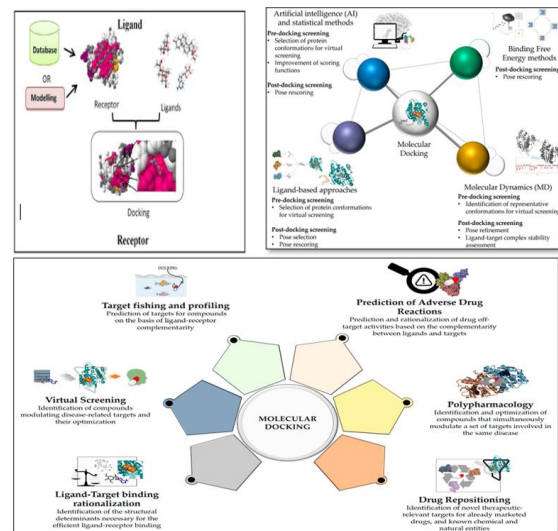 Ligand
Database
OR
Modelling
Receptor
Ligands
Docking
Receptor
Artificial intelligence (AI)
and statistical methods
Pre-docking screening
• Selection of protein
conformations for virtual
screening
• Improvement of scoring
functions
Post-docking screening
• Pose rescoring
Binding Free
Energy methods
Post-docking screening
• Pose rescoring
Molecular
Docking
Ligand-based approaches
Pre-docking screening
• Selection of protein conformations
for virtual screening
Post-docking screening
• Pose selection
• Pose rescoring
Molecular Dynamics (MD)
Pre-docking screening
• Identification of representative
conformations for virtual screening
Post-docking screening
• Pose refinement
• Ligand-target complex stability
assessment
Target fishing and profiling
Prediction of targets for compounds
on the basis of ligand-receptor
complementarity
Prediction of Adverse Drug
Reactions
Prediction and rationalization of drug off-
target activities based on the complementarity
between ligands and targets
Virtual Screening
Identification of compounds
modulating disease-related targets and
their optimization
Polypharmacology
Identification and optimization of
compounds that simultaneously
modulate a set of targets involved in
the same disease
MOLECULAR
DOCKING
Ligand-Target binding
rationalization
Identification of the structural
determinants necessary for the
efficient ligand-receptor binding
Drug Repositioning
Identification of novel therapeutic-
relevant targets for already marketed
drugs, and known chemical and
natural entities